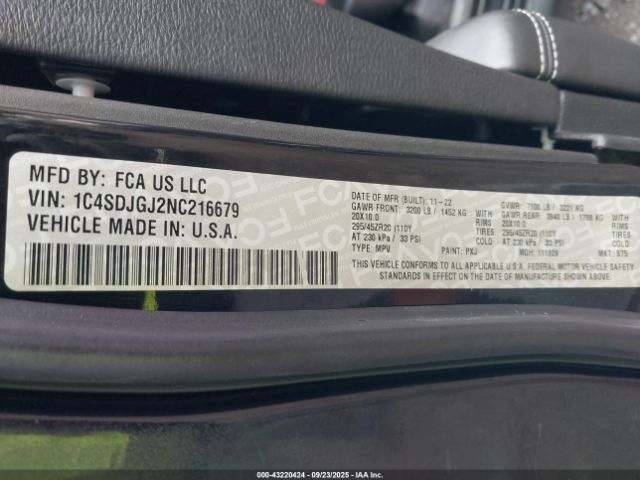 MFD BY: FCA US LLC
VIN: 1C4SDJGJ2NC216679
VEHICLE MADE IN: U.S.A.
DATE OF MFR (BUILT): 11-22
GVWR: 7100 LB / 3221 KG
GAWR FRONT: 3200 LB / 1452 KG WITH
GAWR REAR: 3940 LB / WITH
20X10.0 RIMS
20X10.0 RIMS
295/45ZR20 (110Y TIRES
295/45ZR20 (110Y TIRES
AT 230 kPa / 33 PSI COLD
AT 230 kPa / 33 PSI COLD
TYPE: MPV PAINT: PXJ MDH: MKT:
THIS VEHICLE CONFORMS TO ALL APPLICABLE U.S.A. FEDERAL MOTOR VEHICLE SAFETY
STANDARDS IN EFFECT ON THE DATE OF MANUFACTURE SHOWN ABOVE.
000-43220424 | 09/23/2025 | IAAI.COM